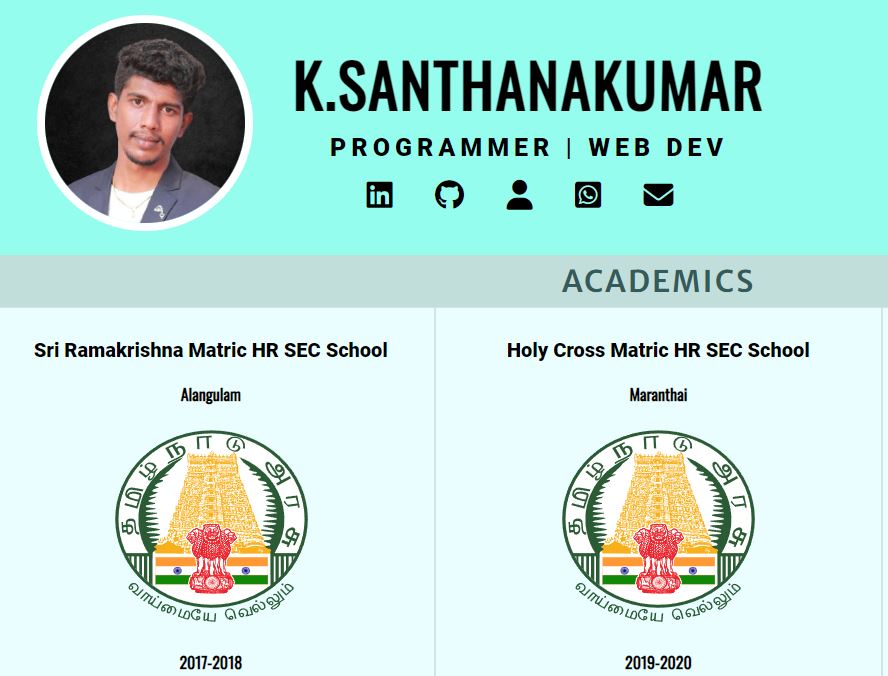 K.SANTHANAKUMAR
PROGRAMMER | WEB DEV
ACADEMICS
Sri Ramakrishna Matric HR SEC School
Alangulam
தமிழ் நாடு அரசு
வாய்மையே வெல்லும்
2017-2018
Holy Cross Matric HR SEC School
Maranthai
தமிழ் நாடு அரசு
வாய்மையே வெல்லும்
2019-2020